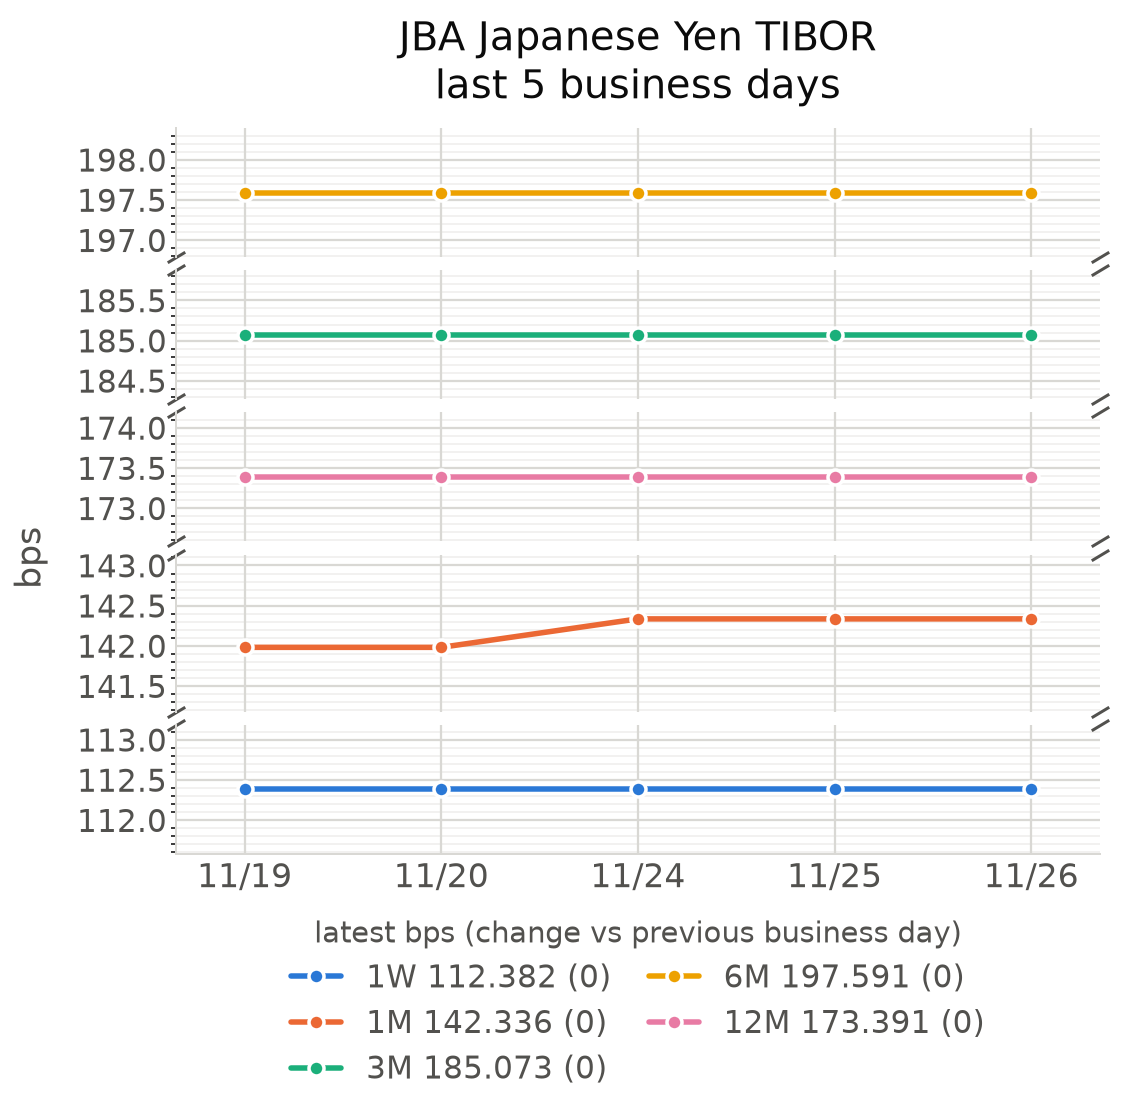 JBA Japanese Yen TIBOR
last 5 business days
198.0
197.5
197.0
185.5
185.0
184.5
174.0
173.5
173.0
143.0
142.5
142.0
141.5
113.0
112.5
112.0
bps
11/19 11/20 11/24 11/25 11/26
latest bps (change vs previous business day)
1W 112.382 (0) 6M 197.591 (0)
1M 142.336 (0) 12M 173.391 (0)
3M 185.073 (0)